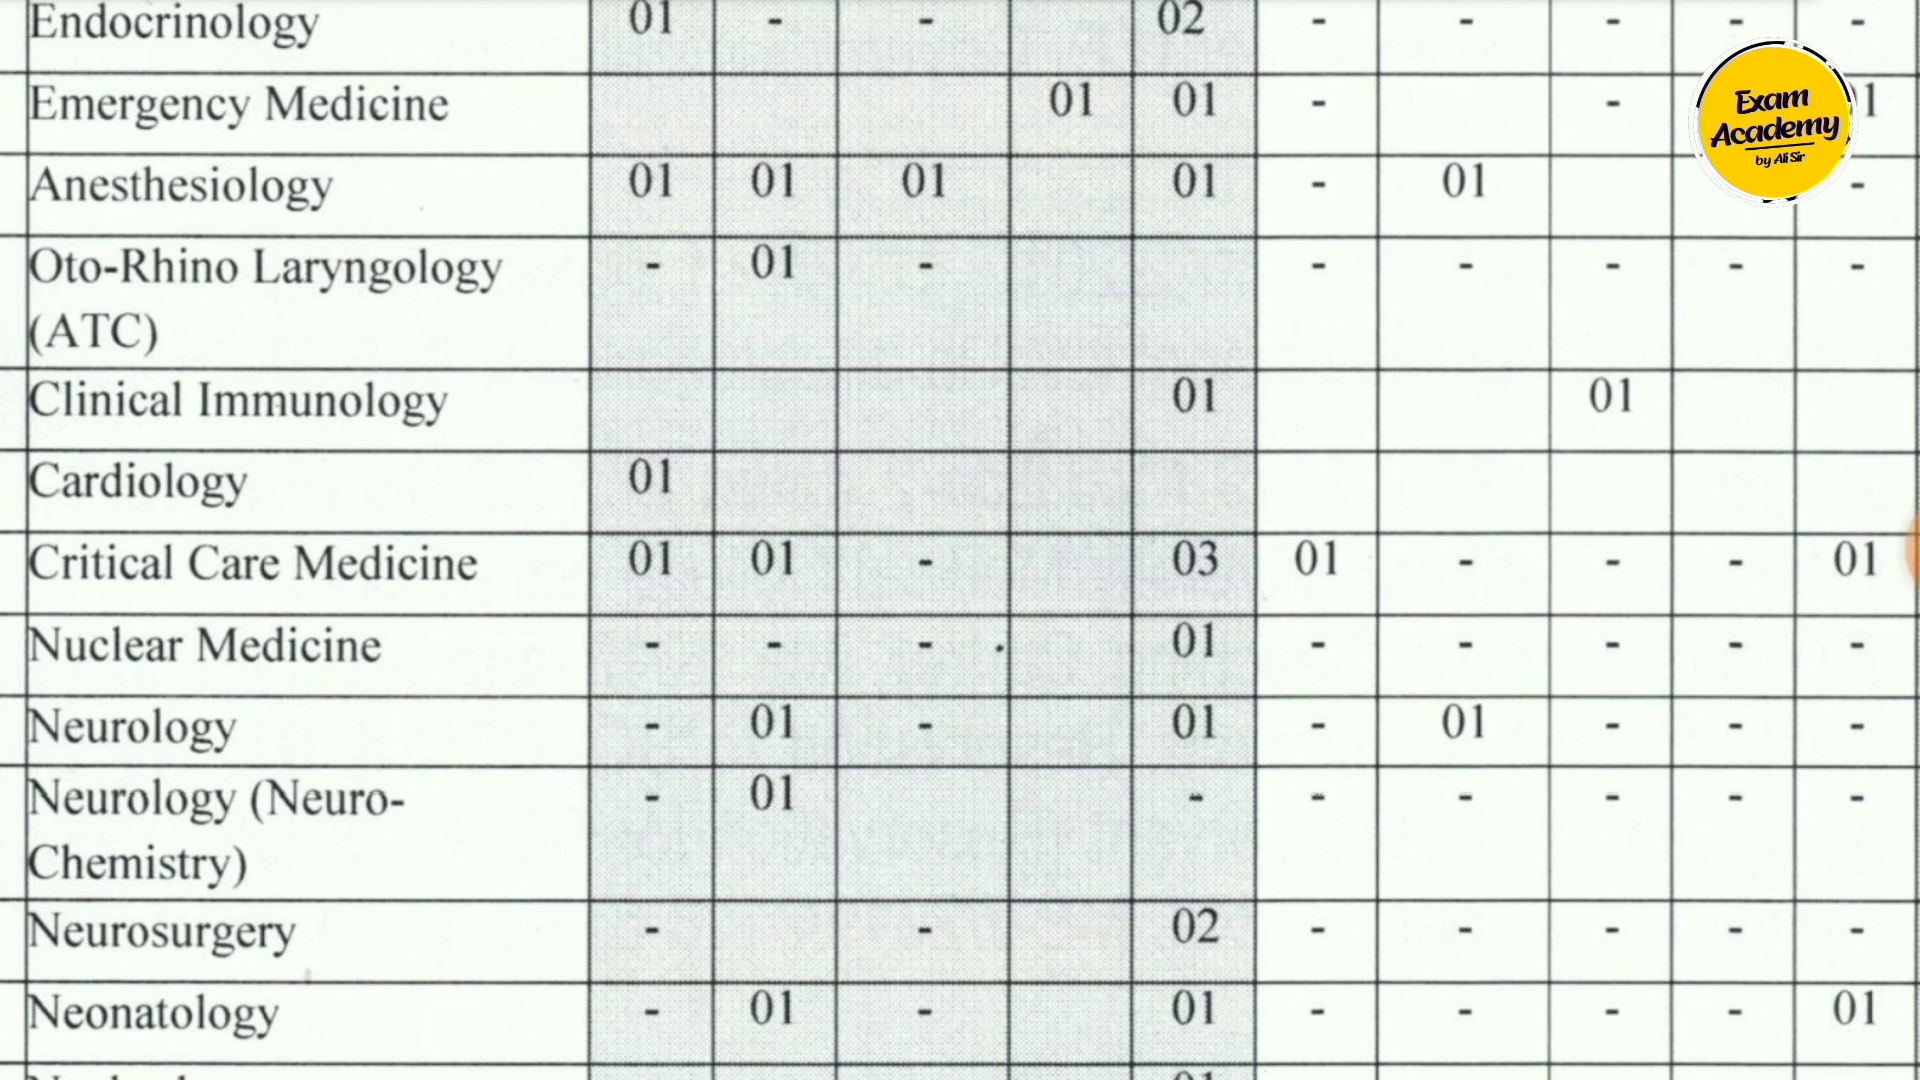 Endocrinology 01 - - 02 - - - - -
Emergency Medicine 01 01 - -
Exam
Academy
by Ali Sir
Anesthesiology 01 01 01 01 - 01 -
Oto-Rhino Laryngology - 01 - - - - - -
(ATC)
Clinical Immunology 01 01
Cardiology 01
Critical Care Medicine 01 01 - 03 01 - - - 01
Nuclear Medicine - - - 01 - - - - -
Neurology - 01 - 01 - 01 - - -
Neurology (Neuro- - 01 - - - - - -
Chemistry)
Neurosurgery - - 02 - - - - -
Neonatology - 01 - 01 - - - - 01